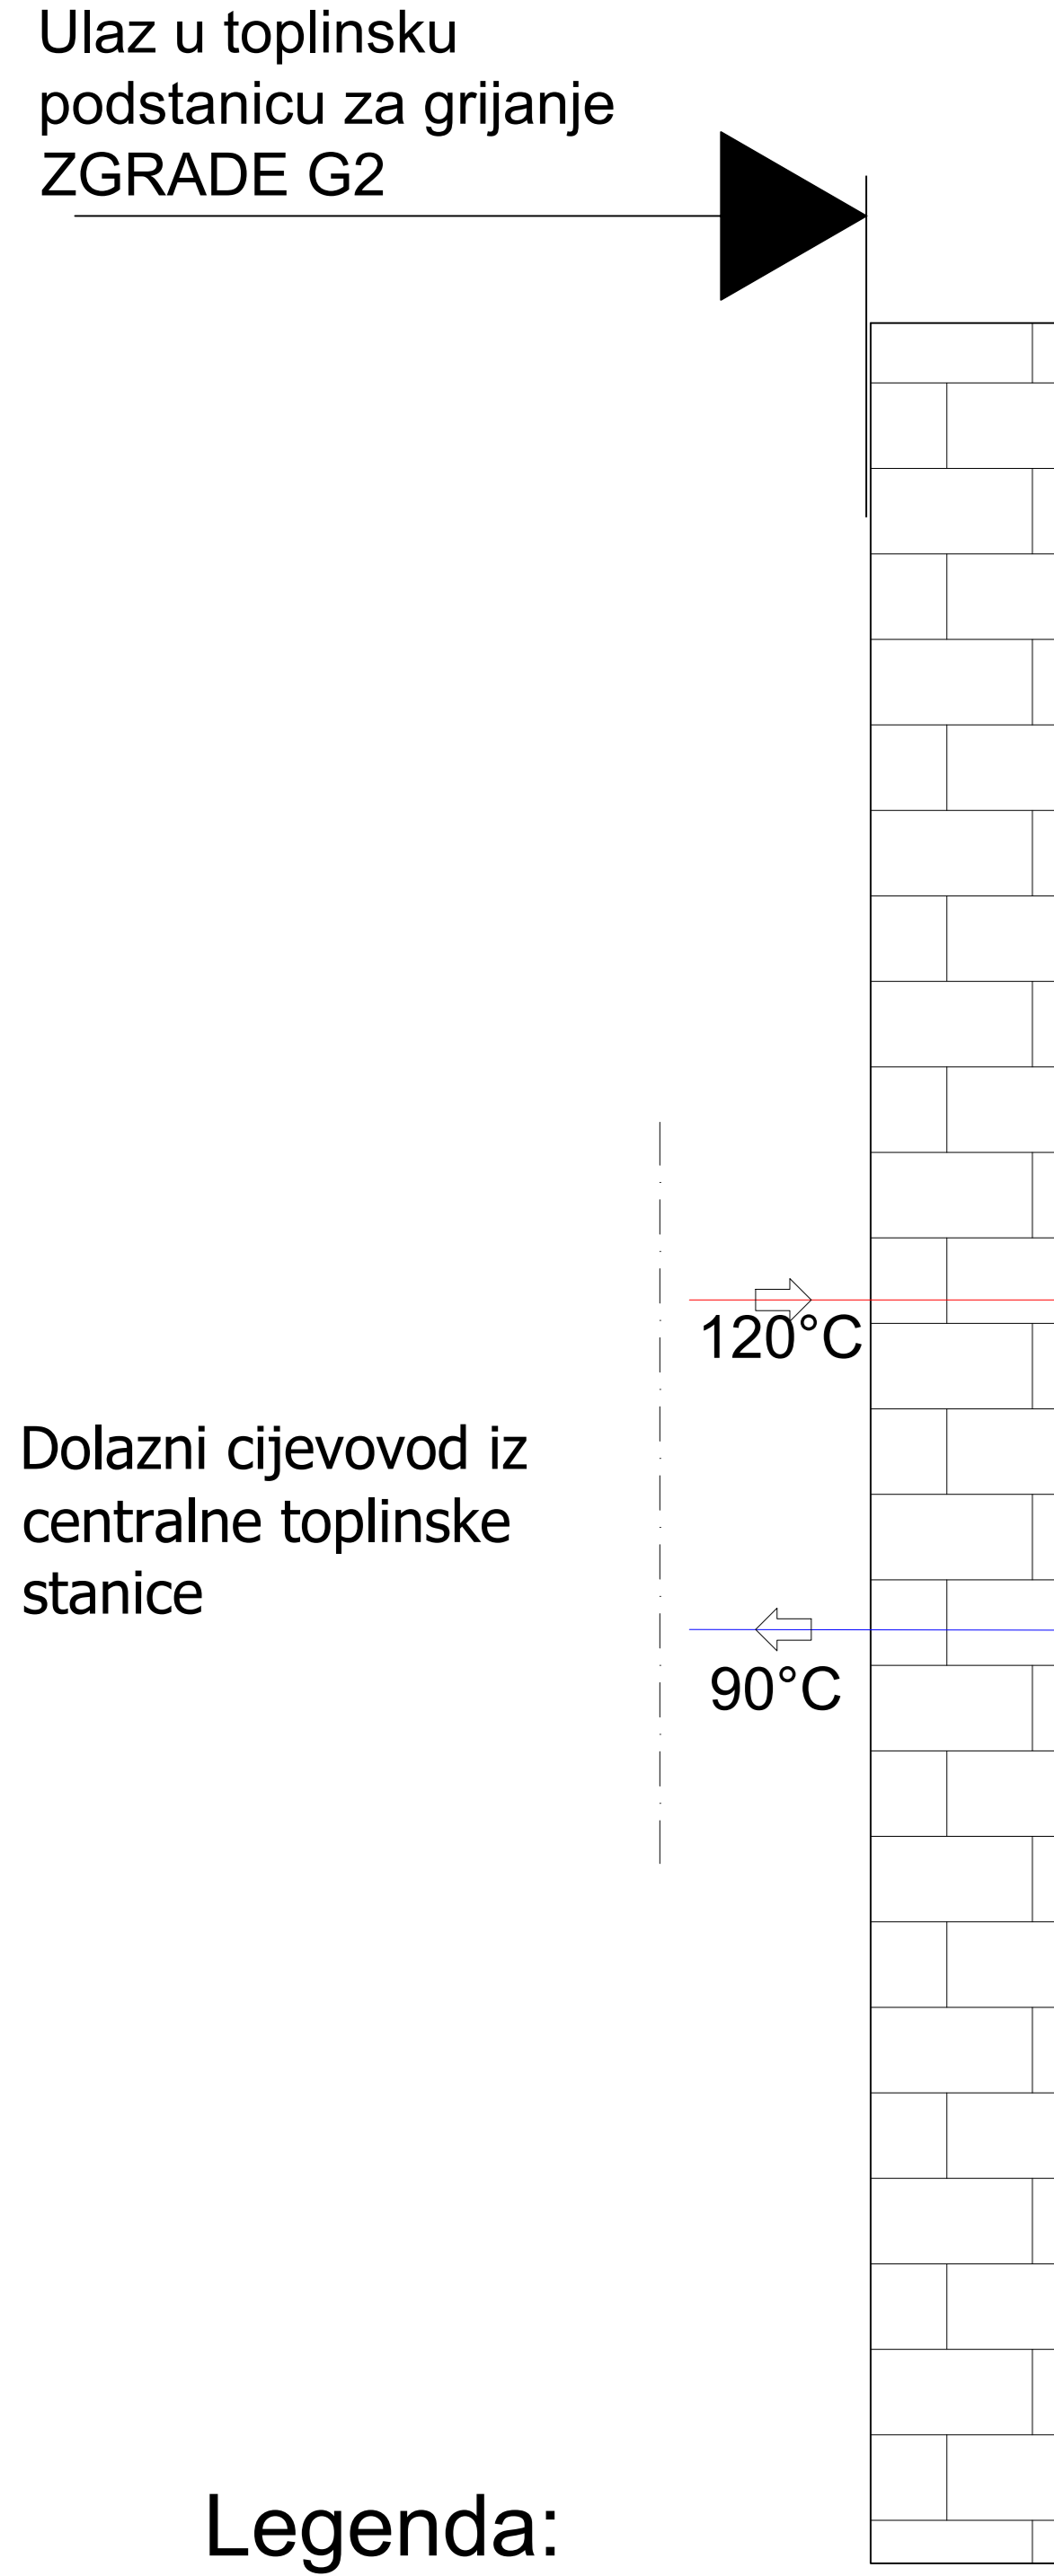 Ulaz u toplinsku
podstanicu za grijanje
ZGRADE G2
120°C
Dolazni cijevovod iz
centralne toplinske
stanice
90°C
Legenda: